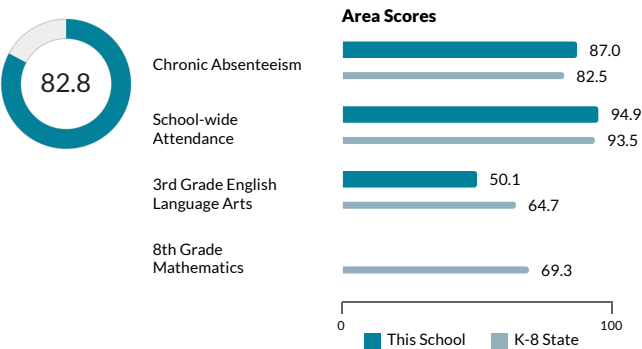 82.8
Area Scores
Chronic Absenteeism
87.0
82.5
School-wide
Attendance
94.9
93.5
3rd Grade English
Language Arts
50.1
64.7
8th Grade
Mathematics
69.3
0
100
This School
K-8 State